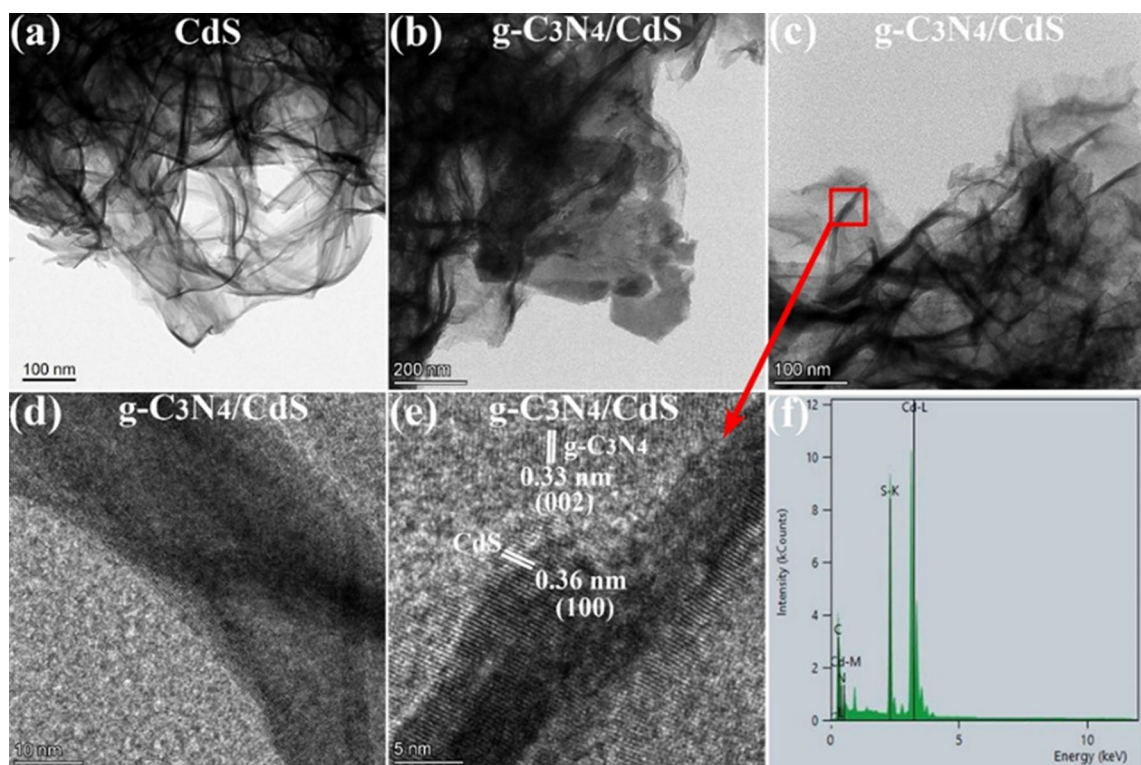 (a) CdS
100 nm
(b) g-C3N4/CdS
200 nm
(c) g-C3N4/CdS
100 nm
(d) g-C3N4/CdS
10 nm
(e) g-C3N4/CdS
g-C3N4
0.33 nm
(002)
CdS
0.36 nm
(100)
5 nm
(f)
12
10
8
6
4
2
0
Intensity (kCounts)
Cd-L
S-K
C
Cd-M
N
0
5
10
Energy (keV)